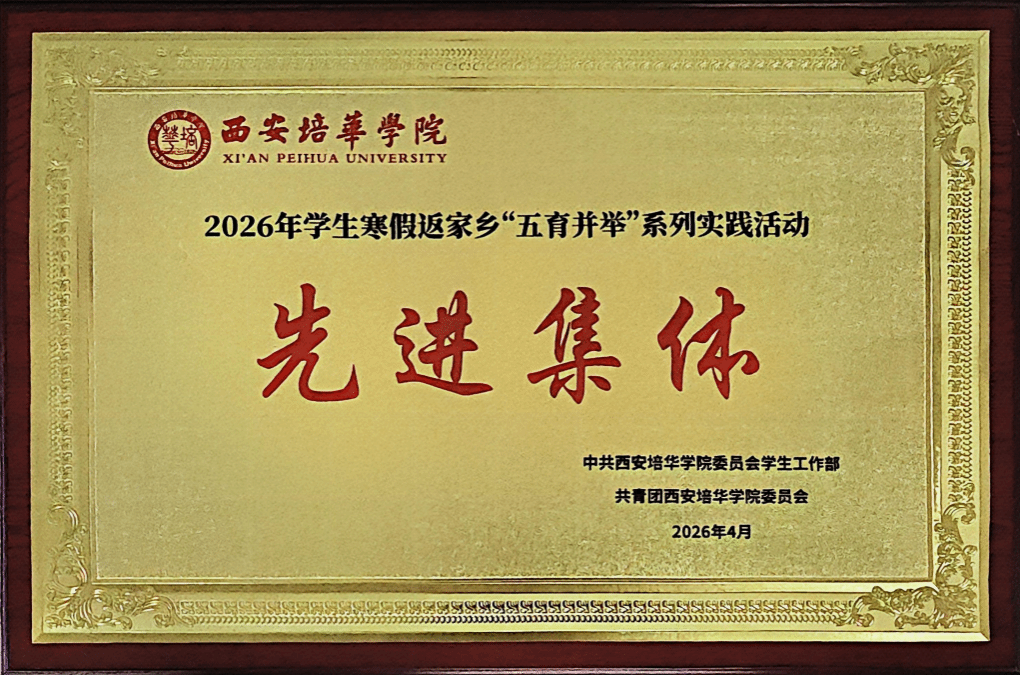 西安培華學院
XI'AN PEIHUA UNIVERSITY
2026年学生寒假返家乡“五育并举”系列实践活动
先进集体
中共西安培华学院委员会学生工作部
共青团西安培华学院委员会
2026年4月